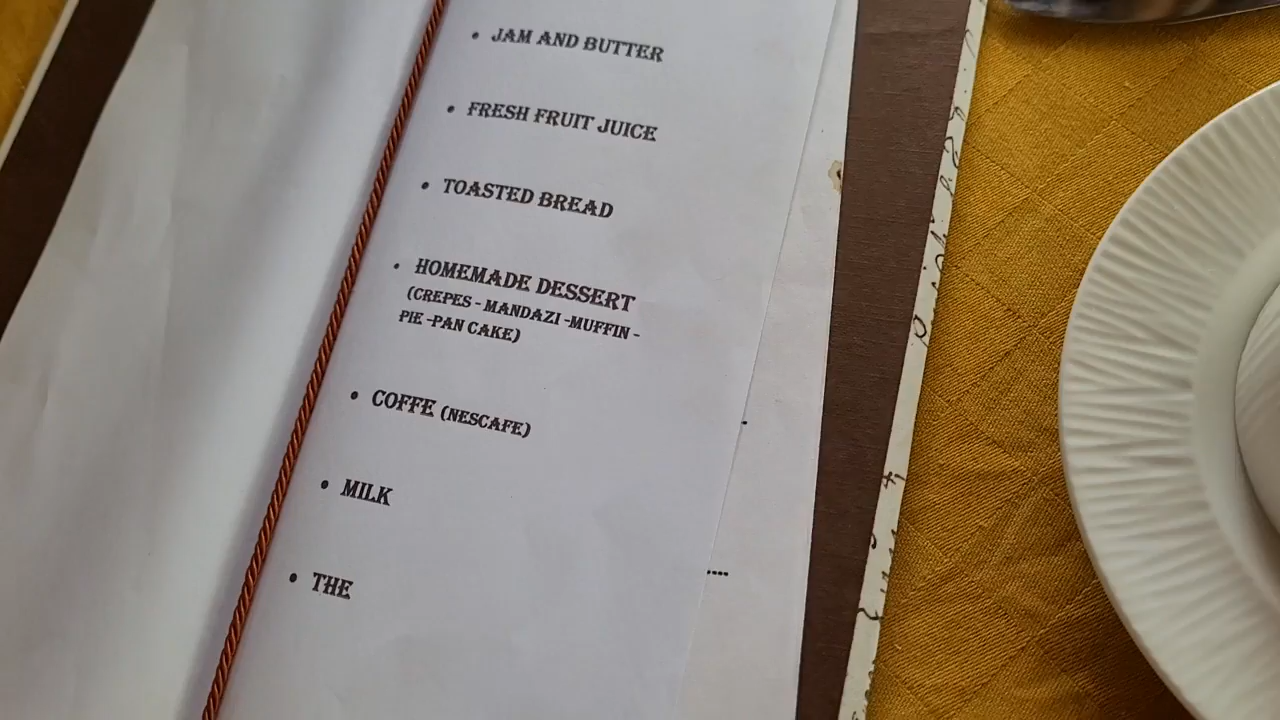 • JAM AND BUTTER
• FRESH FRUIT JUICE
• TOASTED BREAD
• HOMEMADE DESSERT
(CREPES - MANDAZI -MUFFIN -
PIE -PAN CAKE)
• COFFE (NESCAFE)
• MILK
• THE